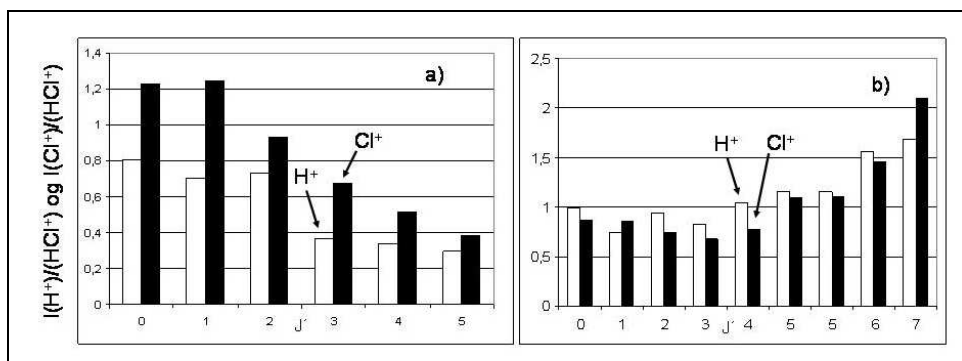 I(H⁺)/(HCl⁺) og I(Cl⁺)/(HCl⁺)
a)
1,4
1,2
1
0,8
0,6
0,4
0,2
0
Cl⁺
H⁺
0 1 2 J´ 3 4 5
b)
2,5
2
1,5
1
0,5
0
H⁺ Cl⁺
0 1 2 3 J´ 4 5 5 6 7